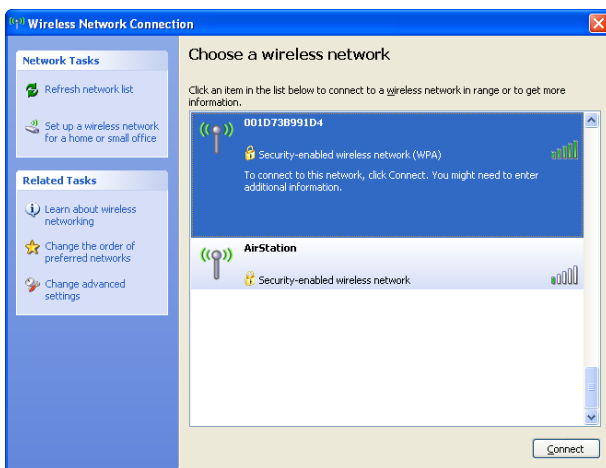 Wireless Network Connection
Network Tasks
Refresh network list
Set up a wireless network
for a home or small office
Related Tasks
Learn about wireless
networking
Change the order of
preferred networks
Change advanced
settings
Choose a wireless network
Click an item in the list below to connect to a wireless network in range or to get more
information.
001D73B991D4
Security-enabled wireless network (WPA)
To connect to this network, click Connect. You might need to enter
additional information.
AirStation
Security-enabled wireless network
Connect